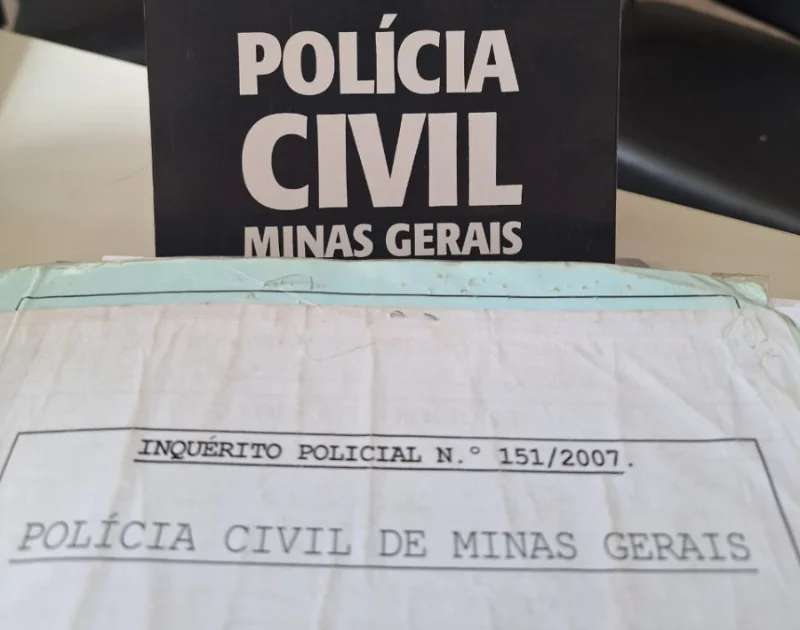 POLÍCIA
CIVIL
MINAS GERAIS
INQUÉRITO POLICIAL N.º 151/2007.
POLÍCIA CIVIL DE MINAS GERAIS